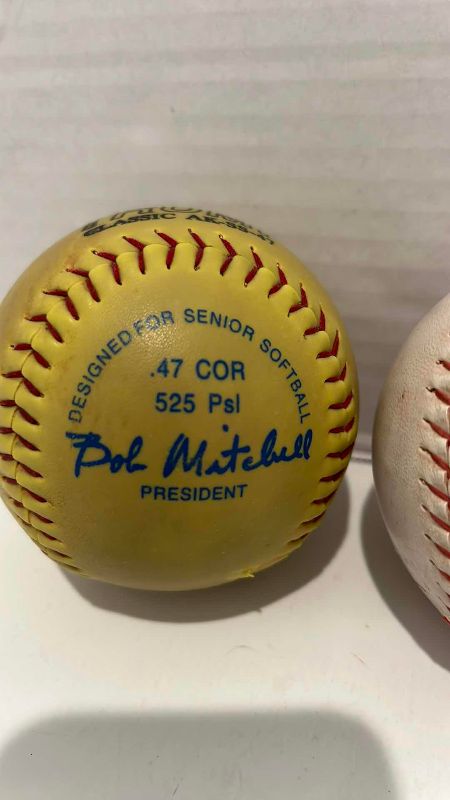 CLASSIC
DESIGNED FOR SENIOR SOFTBALL
.47 COR
525 PsI
Bob Mitchell
PRESIDENT